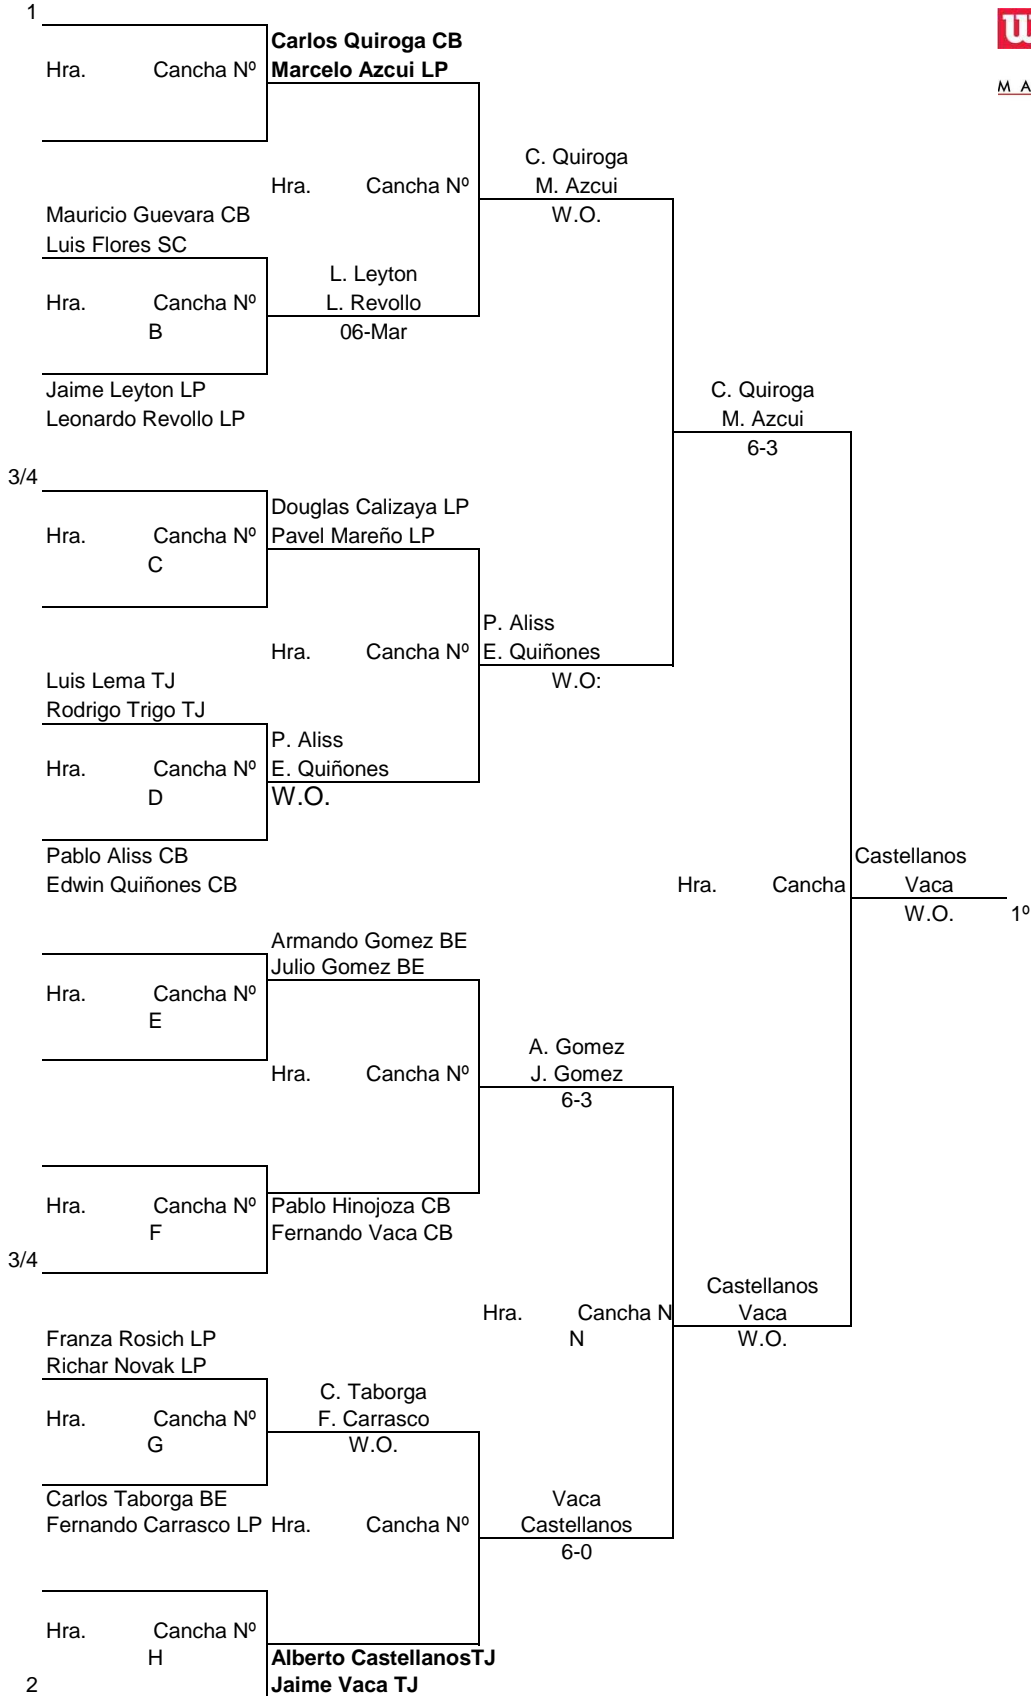 1
Carlos Quiroga CB
Hra. Cancha Nº Marcelo Azcui LP
M A
C. Quiroga
Hra. Cancha Nº M. Azcui
Mauricio Guevara CB W.O.
Luis Flores SC
L. Leyton
Hra. Cancha Nº L. Revollo
B 06-Mar
Jaime Leyton LP C. Quiroga
Leonardo Revollo LP M. Azcui
6-3
3/4
Douglas Calizaya LP
Hra. Cancha Nº Pavel Mareño LP
C
P. Aliss
Hra. Cancha Nº E. Quiñones
Luis Lema TJ W.O:
Rodrigo Trigo TJ
P. Aliss
Hra. Cancha Nº E. Quiñones
D W.O.
Pablo Aliss CB Castellanos
Edwin Quiñones CB Hra. Cancha Vaca
W.O. 1º
Armando Gomez BE
Julio Gomez BE
Hra. Cancha Nº
E
A. Gomez
Hra. Cancha Nº J. Gomez
6-3
Hra. Cancha Nº Pablo Hinojoza CB
F Fernando Vaca CB
3/4
Castellanos
Hra. Cancha N Vaca
Franza Rosich LP N W.O.
Richar Novak LP
C. Taborga
Hra. Cancha Nº F. Carrasco
G W.O.
Carlos Taborga BE Vaca
Fernando Carrasco LP Hra. Cancha Nº Castellanos
6-0
Hra. Cancha Nº
H Alberto CastellanosTJ
2 Jaime Vaca TJ